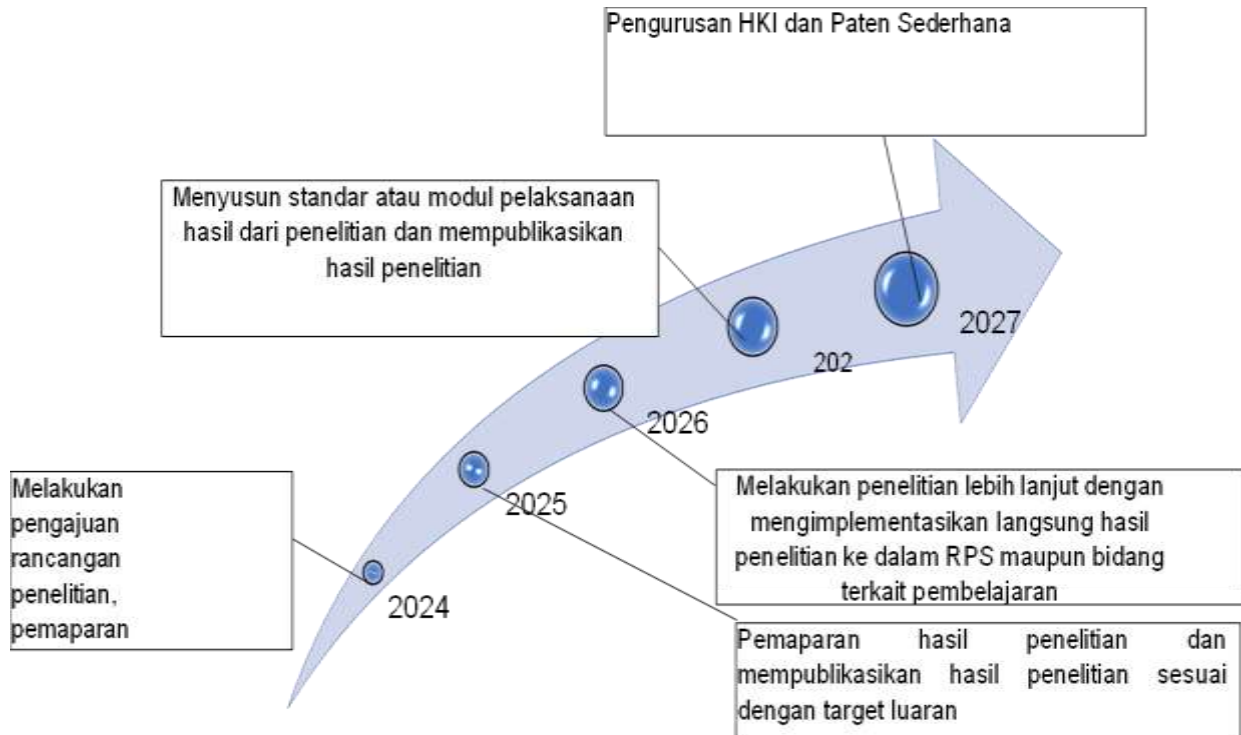 Pengurusan HKI dan Paten Sederhana
Menyusun standar atau modul pelaksanaan
hasil dari penelitian dan mempublikasikan
hasil penelitian
2027
202
2026
2025
2024
Melakukan
pengajuan
rancangan
penelitian,
pemaparan
Melakukan penelitian lebih lanjut dengan
mengimplementasikan langsung hasil
penelitian ke dalam RPS maupun bidang
terkait pembelajaran
Pemaparan hasil penelitian dan
mempublikasikan hasil penelitian sesuai
dengan target luaran